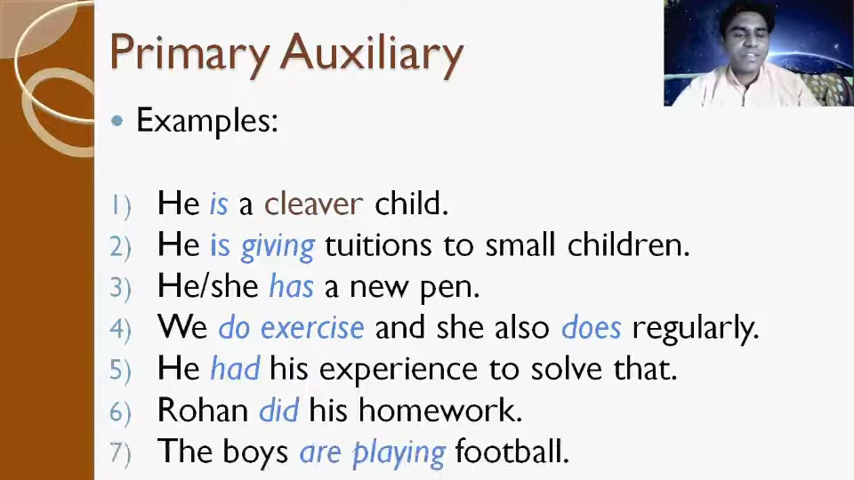 Primary Auxiliary
• Examples:
1) He is a cleaver child.
2) He is giving tuitions to small children.
3) He/she has a new pen.
4) We do exercise and she also does regularly.
5) He had his experience to solve that.
6) Rohan did his homework.
7) The boys are playing football.